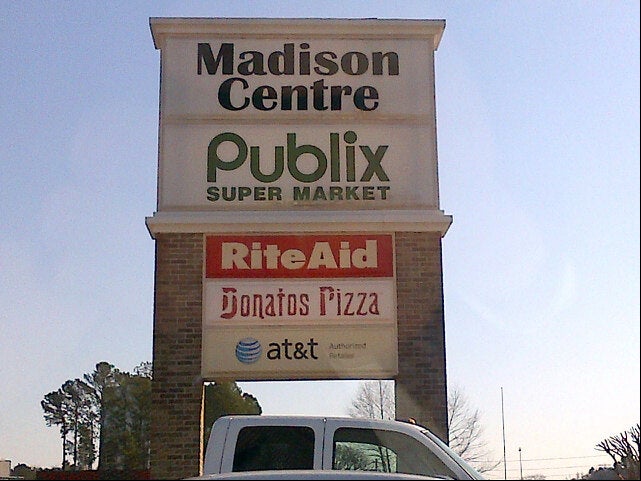 Madison
Centre
Publix
SUPER MARKET
RiteAid
Donatos Pizza
at&t
Authorized
Retailer